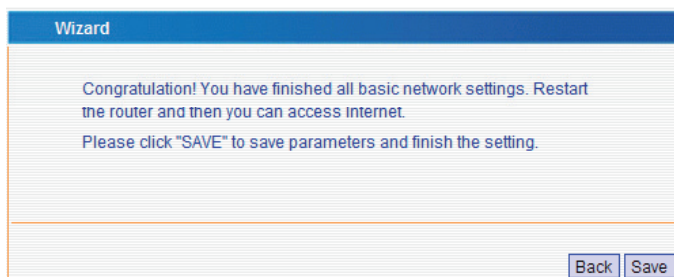 Wizard
Congratulation! You have finished all basic network settings. Restart
the router and then you can access Internet.
Please click "SAVE" to save parameters and finish the setting.
Back Save